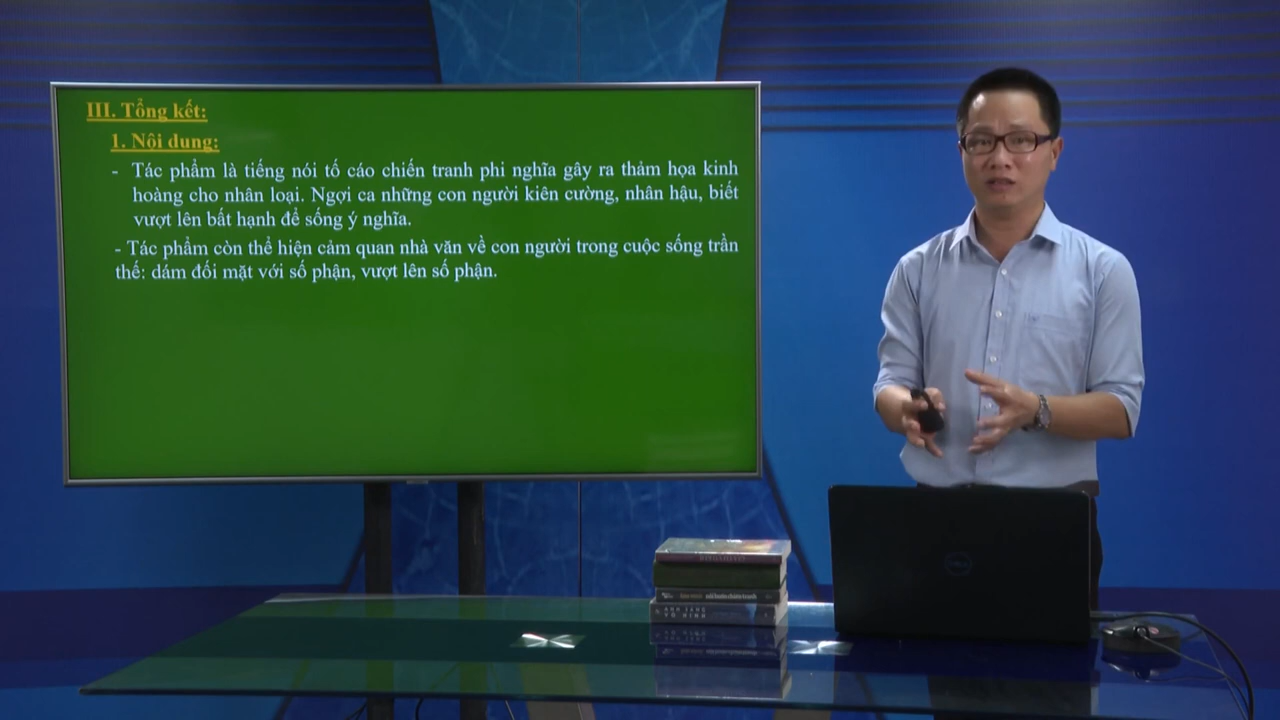 III. Tổng kết:
1. Nội dung:
- Tác phẩm là tiếng nói tố cáo chiến tranh phi nghĩa gây ra thảm họa kinh
hoàng cho nhân loại. Ngợi ca những con người kiên cường, nhân hậu, biết
vượt lên bất hạnh để sống ý nghĩa.
- Tác phẩm còn thể hiện cảm quan nhà văn về con người trong cuộc sống trần
thế: dám đối mặt với số phận, vượt lên số phận.
DELL